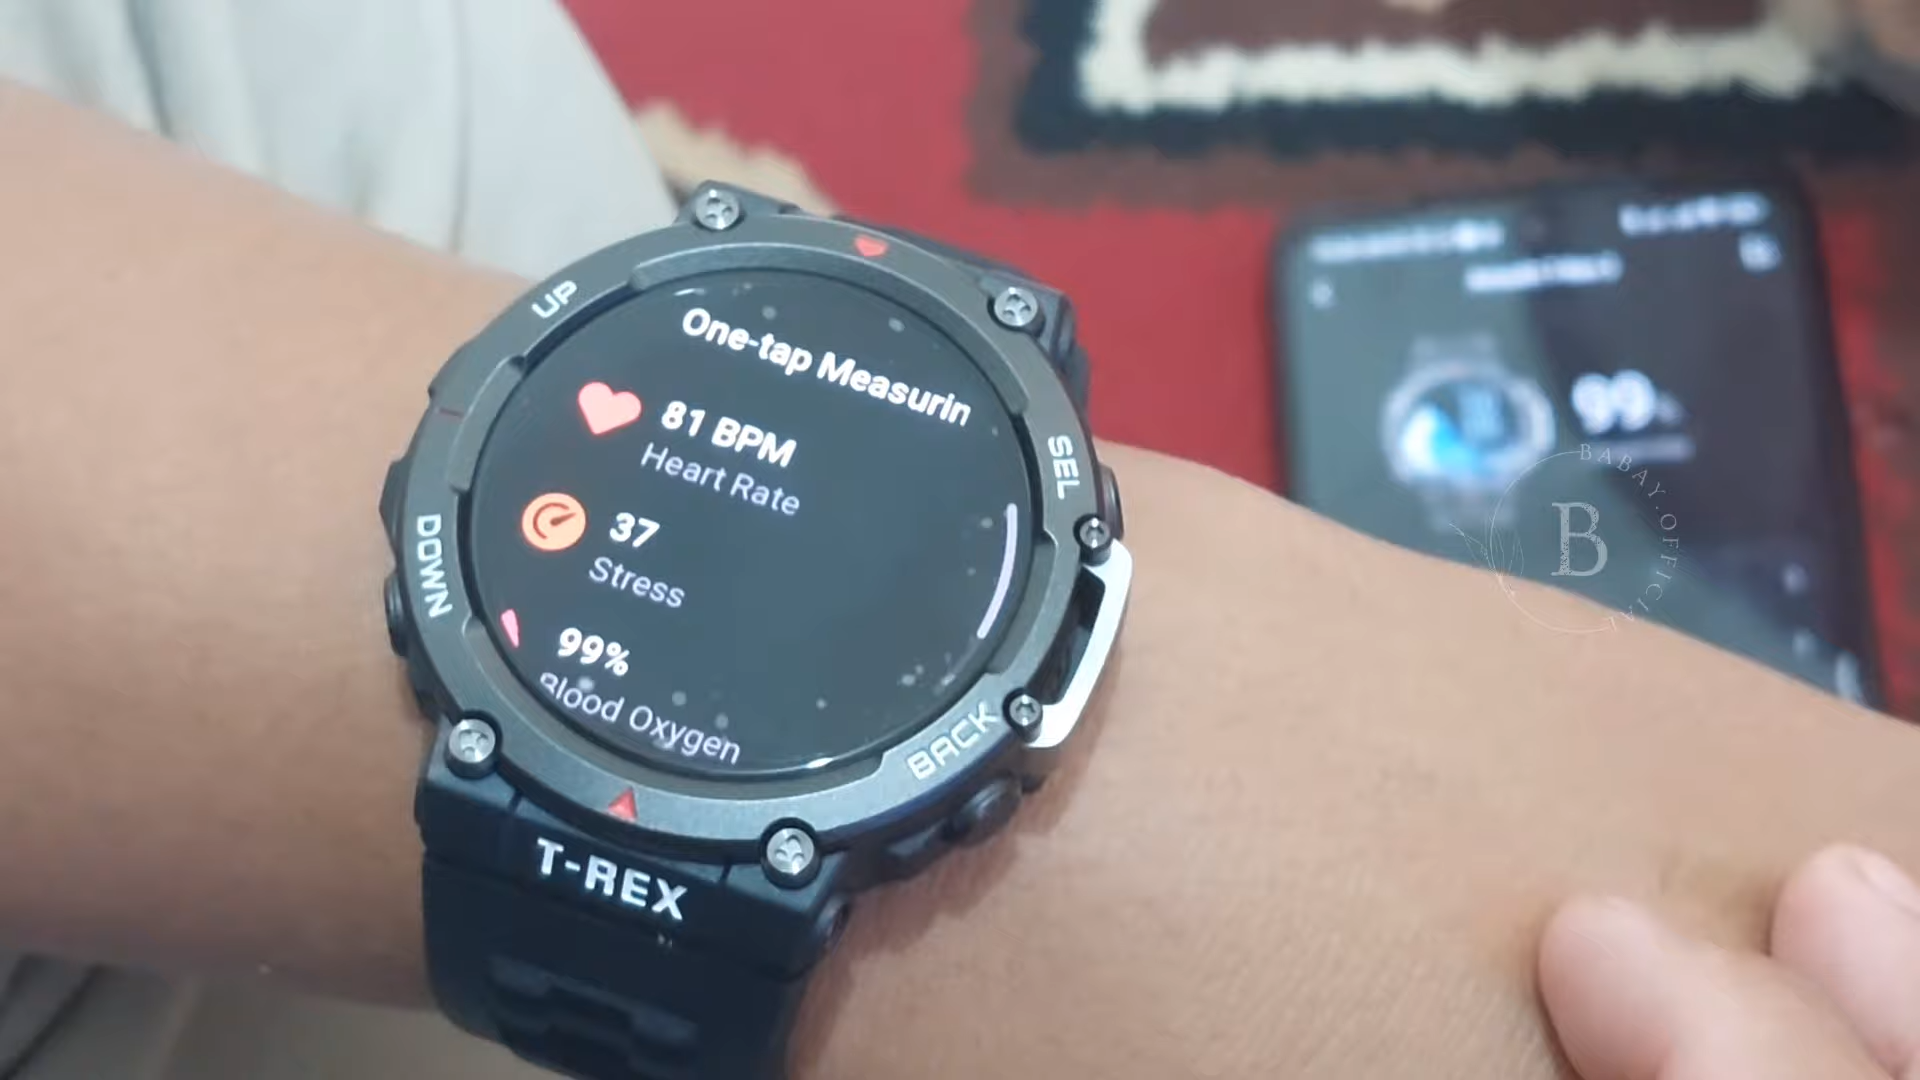 One-tap Measurin
81 BPM
Heart Rate
37
Stress
99%
Blood Oxygen
UP
DOWN
SEL
BACK
T-REX
99%
BABAY.OFFICIAL
B